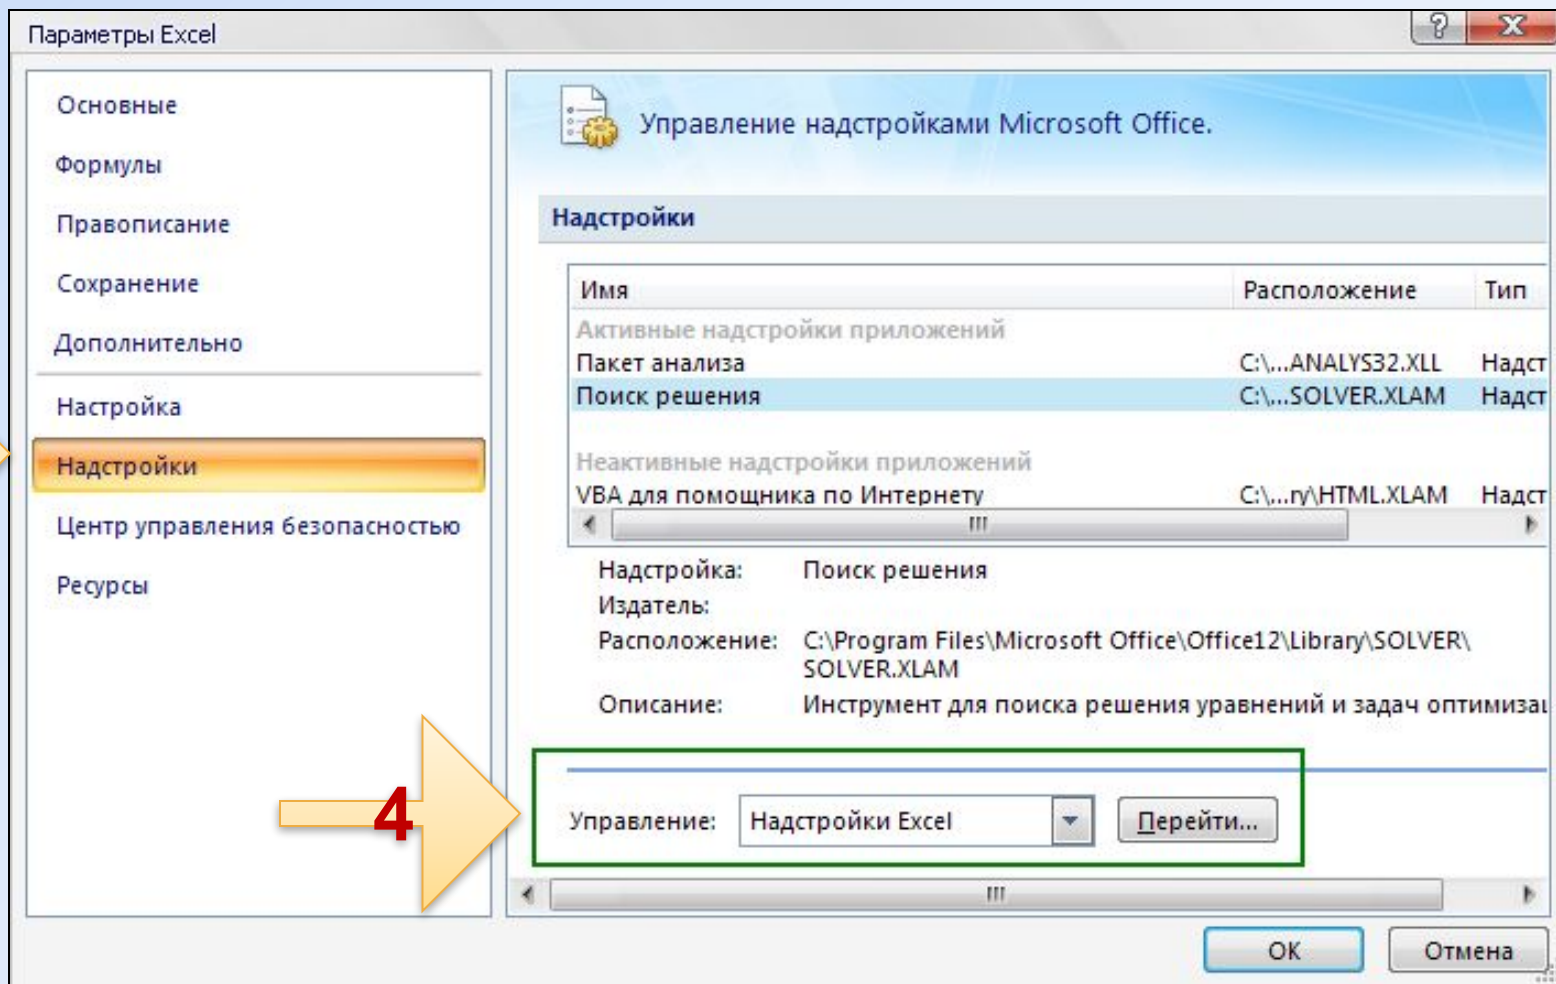 Параметры Excel
?
Основные
Формулы
Правописание
Сохранение
Дополнительно
Настройка
Надстройки
Центр управления безопасностью
Ресурсы
Управление надстройками Microsoft Office.
Надстройки
Имя Расположение Тип
Активные надстройки приложений
Пакет анализа C:\...ANALYS32.XLL Надст
Поиск решения C:\...SOLVER.XLAM Надст
Неактивные надстройки приложений
VBA для помощника по Интернету C:\...ry\HTML.XLAM Надст
Надстройка: Поиск решения
Издатель:
Расположение: C:\Program Files\Microsoft Office\Office12\Library\SOLVER\
SOLVER.XLAM
Описание: Инструмент для поиска решения уравнений и задач оптимизац
4
Управление: Надстройки Excel Перейти...
ОК Отмена